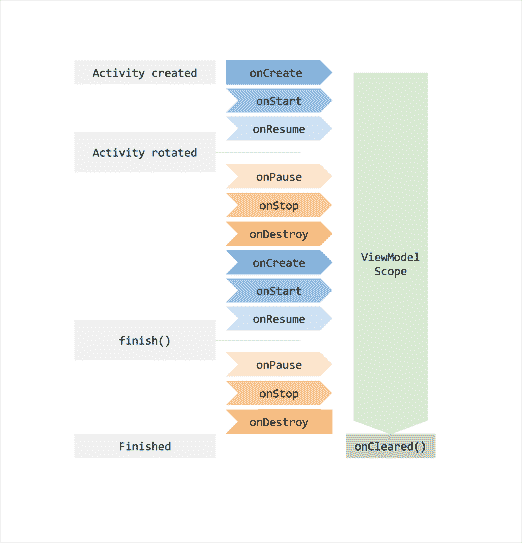 Activity created
onCreate
onStart
onResume
Activity rotated
onPause
onStop
onDestroy
onCreate
onStart
onResume
finish()
onPause
onStop
onDestroy
Finished
ViewModel
Scope
onCleared()